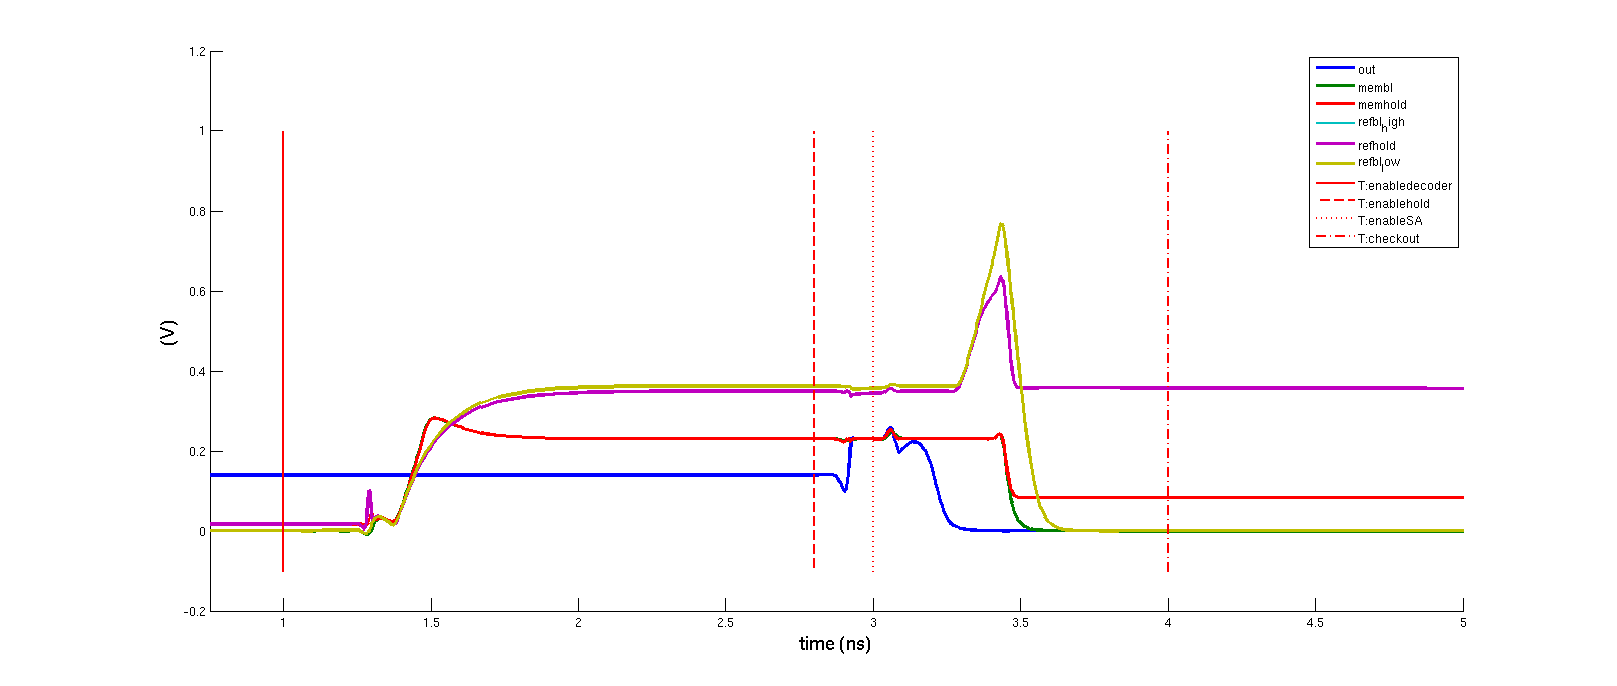 1.2
1
0.8
0.6
0.4
0.2
0
-0.2
(V)
1
1.5
2
2.5
3
3.5
4
4.5
5
time (ns)
out
membl
memhold
refbl_high
refhold
refbl_low
T:enabledecoder
T:enablehold
T:enableSA
T:checkout